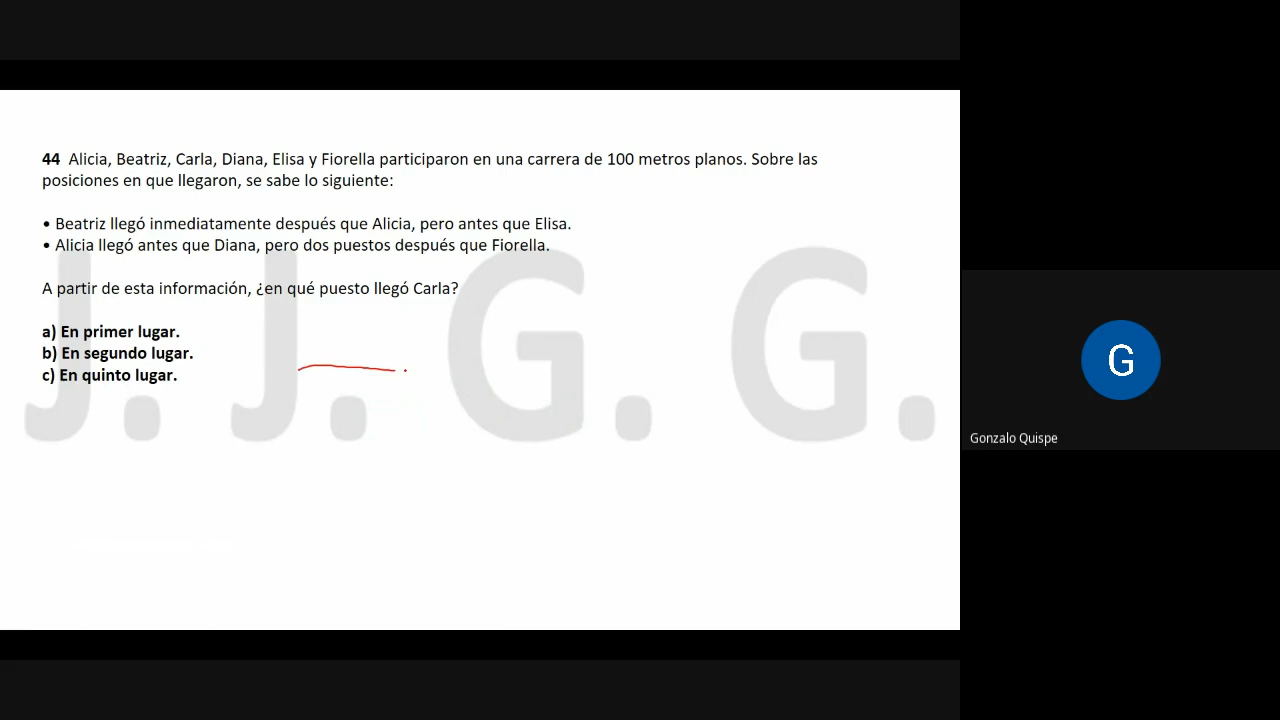 44 Alicia, Beatriz, Carla, Diana, Elisa y Fiorella participaron en una carrera de 100 metros planos. Sobre las
posiciones en que llegaron, se sabe lo siguiente:
• Beatriz llegó inmediatamente después que Alicia, pero antes que Elisa.
• Alicia llegó antes que Diana, pero dos puestos después que Fiorella.
A partir de esta información, ¿en qué puesto llegó Carla?
a) En primer lugar.
b) En segundo lugar.
c) En quinto lugar.
J. J. G. G.
G
Gonzalo Quispe